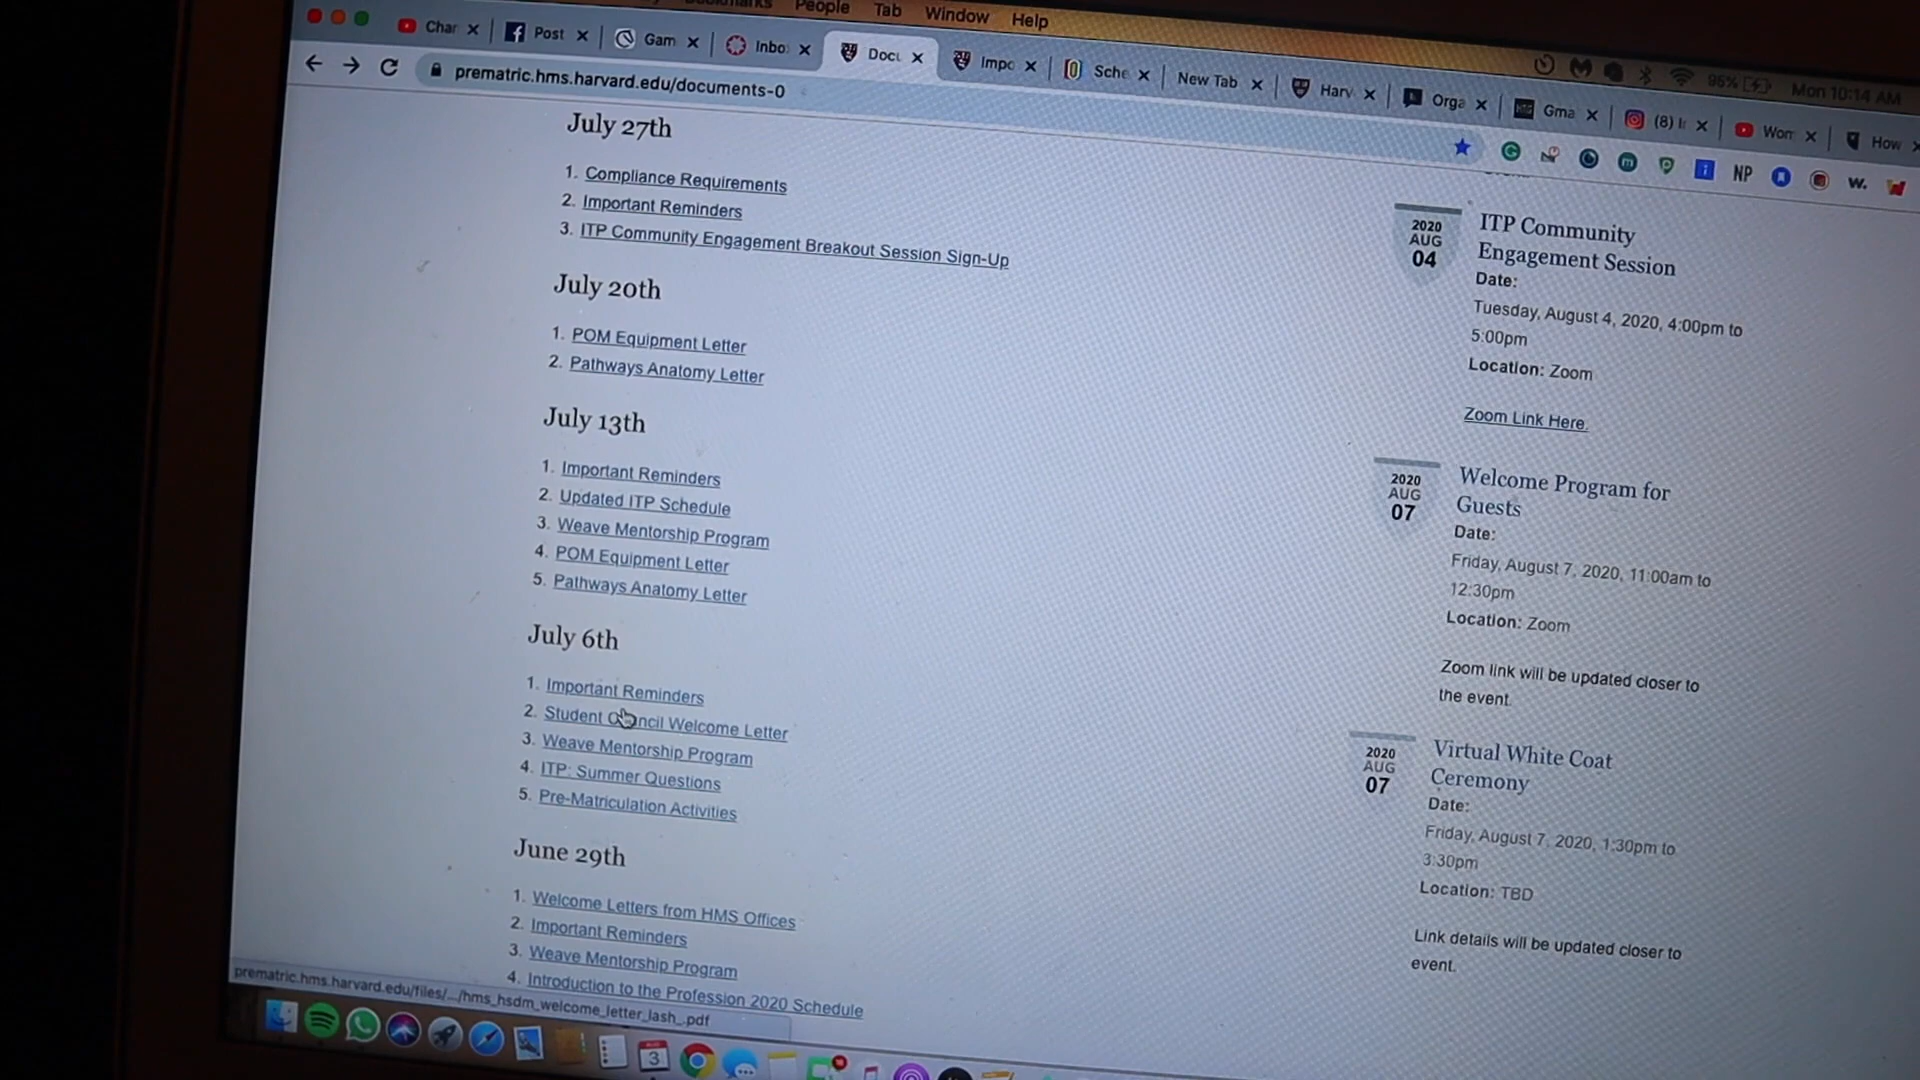 Bookmarks People Tab Window Help
96% Mon 10:14 AM
Char
Post
Gam
Inbo
Docu
Impo
Sche
New Tab
Harv
Orga
Gma
(8) I
Wom
How
prematric.hms.harvard.edu/documents-0
NP
w.
July 27th
1. Compliance Requirements
2. Important Reminders
3. ITP Community Engagement Breakout Session Sign-Up
July 20th
1. POM Equipment Letter
2. Pathways Anatomy Letter
July 13th
1. Important Reminders
2. Updated ITP Schedule
3. Weave Mentorship Program
4. POM Equipment Letter
5. Pathways Anatomy Letter
July 6th
1. Important Reminders
2. Student Council Welcome Letter
3. Weave Mentorship Program
4. ITP: Summer Questions
5. Pre-Matriculation Activities
June 29th
1. Welcome Letters from HMS Offices
2. Important Reminders
3. Weave Mentorship Program
4. Introduction to the Profession 2020 Schedule
prematric.hms.harvard.edu/files/.../hms_hsdm_welcome_letter_lash_.pdf
2020
AUG
04
ITP Community
Engagement Session
Date:
Tuesday, August 4, 2020, 4:00pm to
5:00pm
Location: Zoom
Zoom Link Here.
2020
AUG
07
Welcome Program for
Guests
Date:
Friday, August 7, 2020, 11:00am to
12:30pm
Location: Zoom
Zoom link will be updated closer to
the event.
2020
AUG
07
Virtual White Coat
Ceremony
Date:
Friday, August 7, 2020, 1:30pm to
3:30pm
Location: TBD
Link details will be updated closer to
event.
3